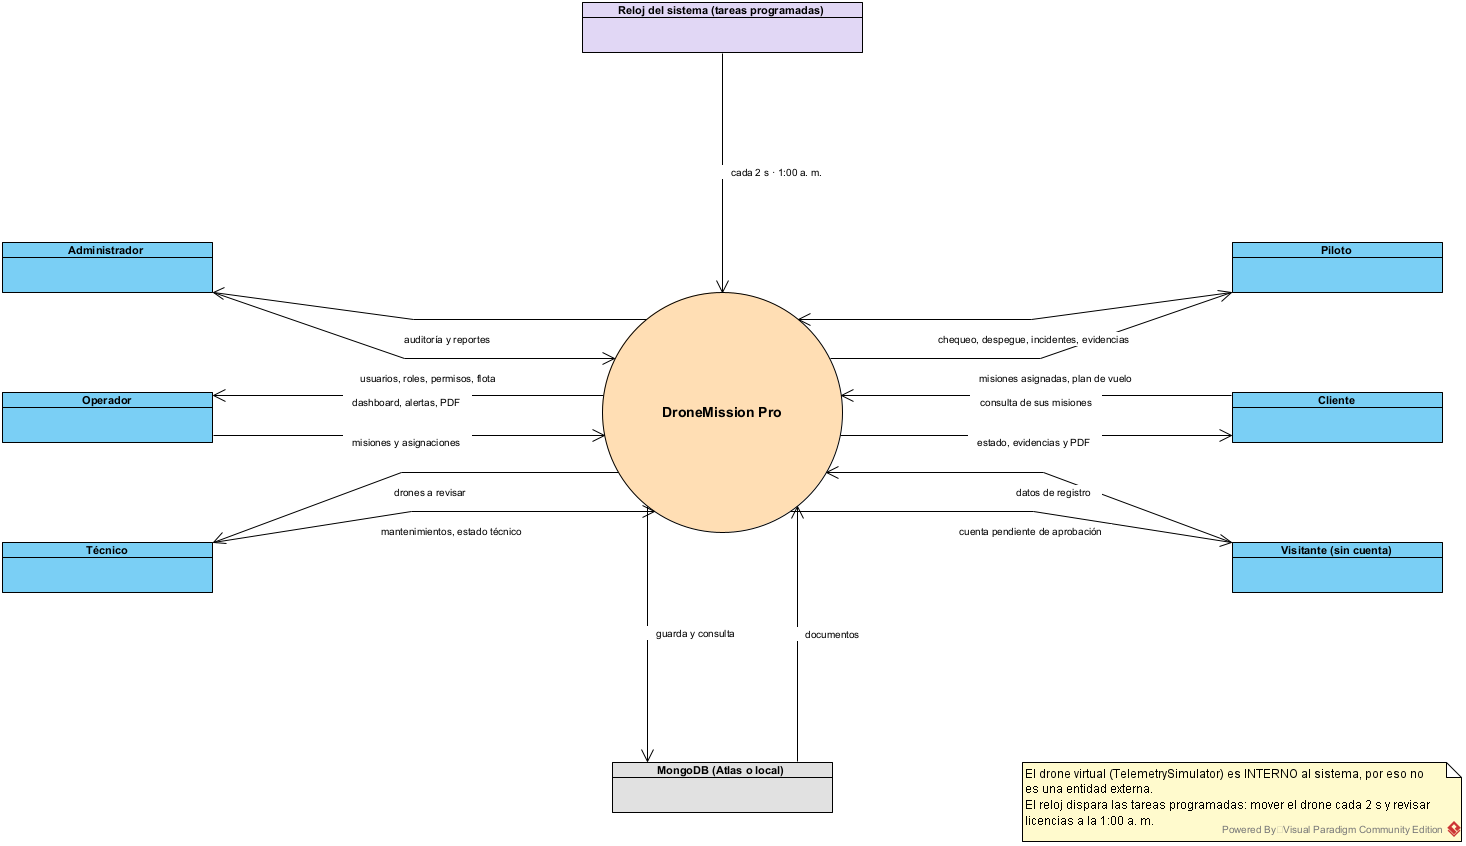 Reloj del sistema (tareas programadas)
cada 2 s · 1:00 a. m.
Administrador
Piloto
auditoría y reportes
chequeo, despegue, incidentes, evidencias
usuarios, roles, permisos, flota
misiones asignadas, plan de vuelo
Operador
dashboard, alertas, PDF
DroneMission Pro
consulta de sus misiones
Cliente
misiones y asignaciones
estado, evidencias y PDF
drones a revisar
datos de registro
mantenimientos, estado técnico
cuenta pendiente de aprobación
Técnico
Visitante (sin cuenta)
guarda y consulta
documentos
MongoDB (Atlas o local)
El drone virtual (TelemetrySimulator) es INTERNO al sistema, por eso no
es una entidad externa.
El reloj dispara las tareas programadas: mover el drone cada 2 s y revisar
licencias a la 1:00 a. m.
Powered By Visual Paradigm Community Edition